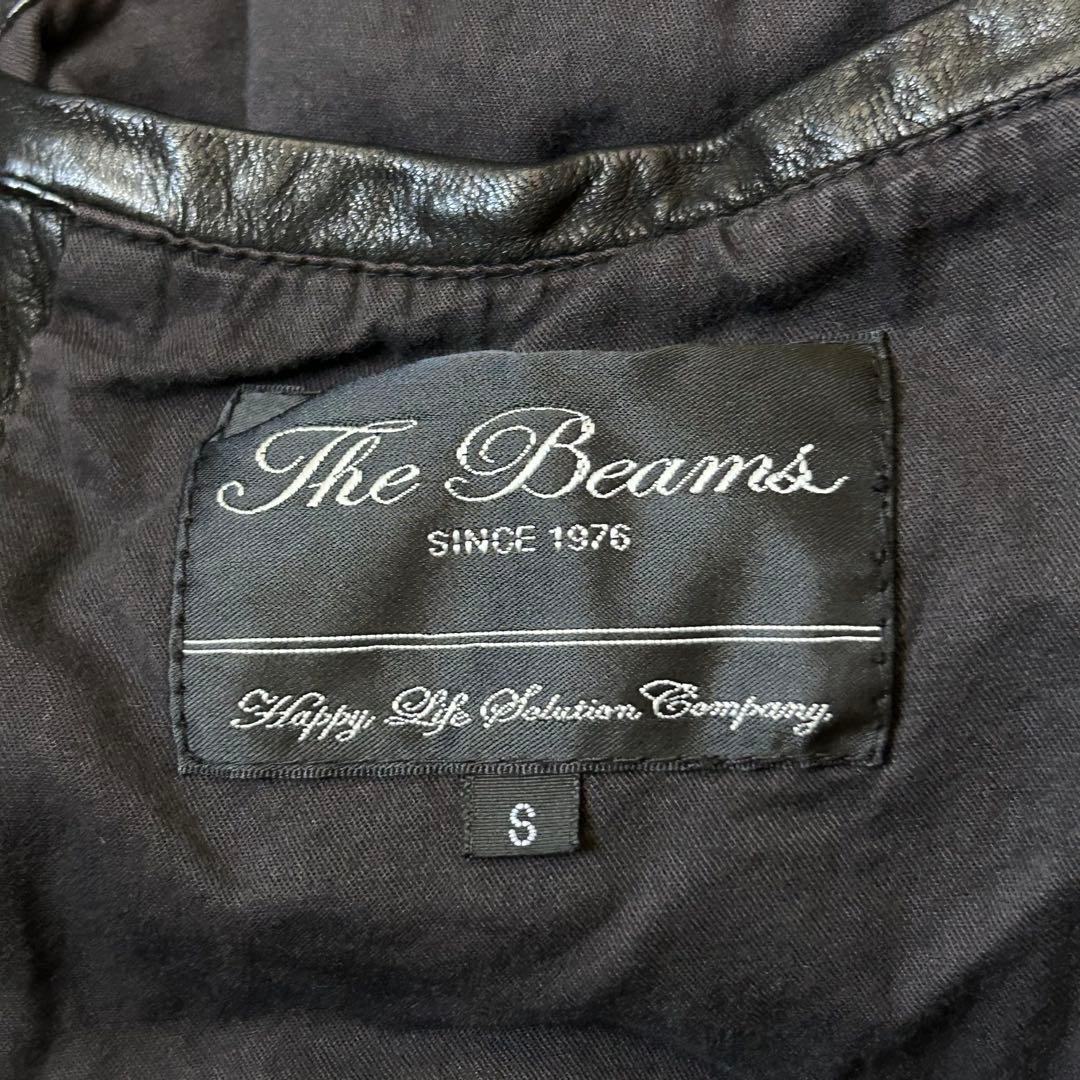 The Beams
SINCE 1976
Happy Life Solution Company.
S